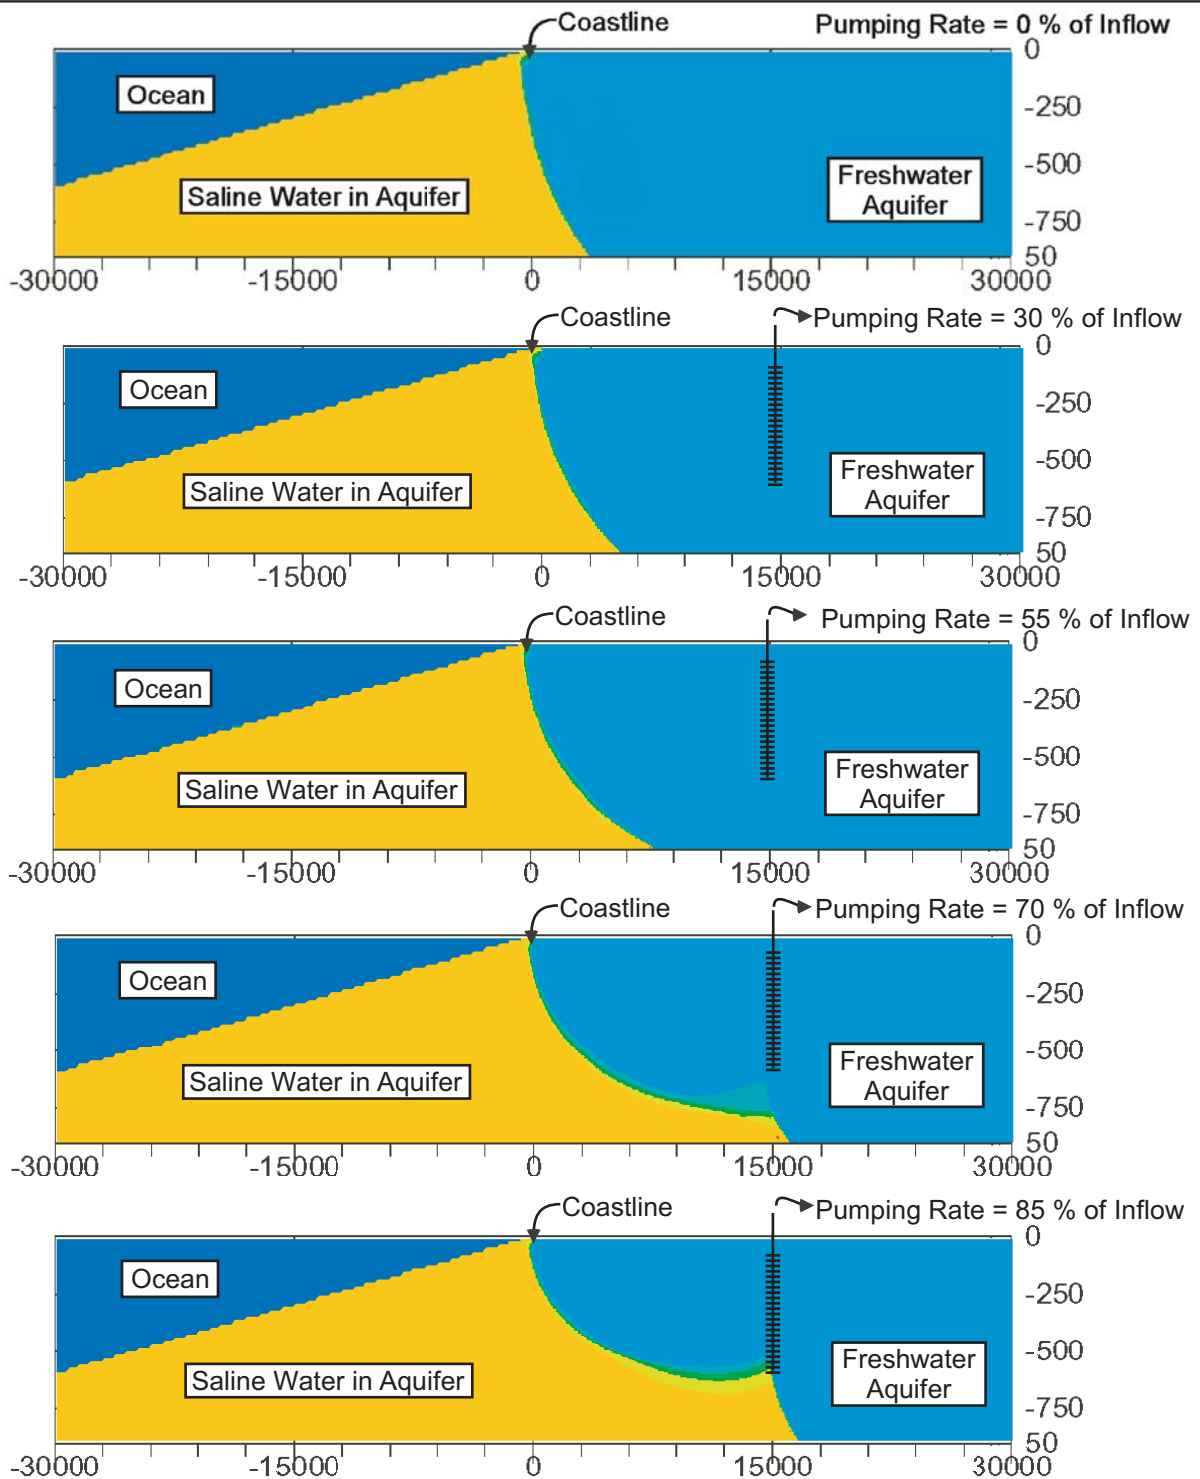 Coastline
Pumping Rate = 0 % of Inflow
Ocean
Saline Water in Aquifer
Freshwater
Aquifer
0
-250
-500
-750
50
-30000
-15000
0
15000
30000
Coastline
Pumping Rate = 30 % of Inflow
Ocean
Saline Water in Aquifer
Freshwater
Aquifer
0
-250
-500
-750
50
-30000
-15000
0
15000
30000
Coastline
Pumping Rate = 55 % of Inflow
Ocean
Saline Water in Aquifer
Freshwater
Aquifer
0
-250
-500
-750
50
-30000
-15000
0
15000
30000
Coastline
Pumping Rate = 70 % of Inflow
Ocean
Saline Water in Aquifer
Freshwater
Aquifer
0
-250
-500
-750
50
-30000
-15000
0
15000
30000
Coastline
Pumping Rate = 85 % of Inflow
Ocean
Saline Water in Aquifer
Freshwater
Aquifer
0
-250
-500
-750
50
-30000
-15000
0
15000
30000